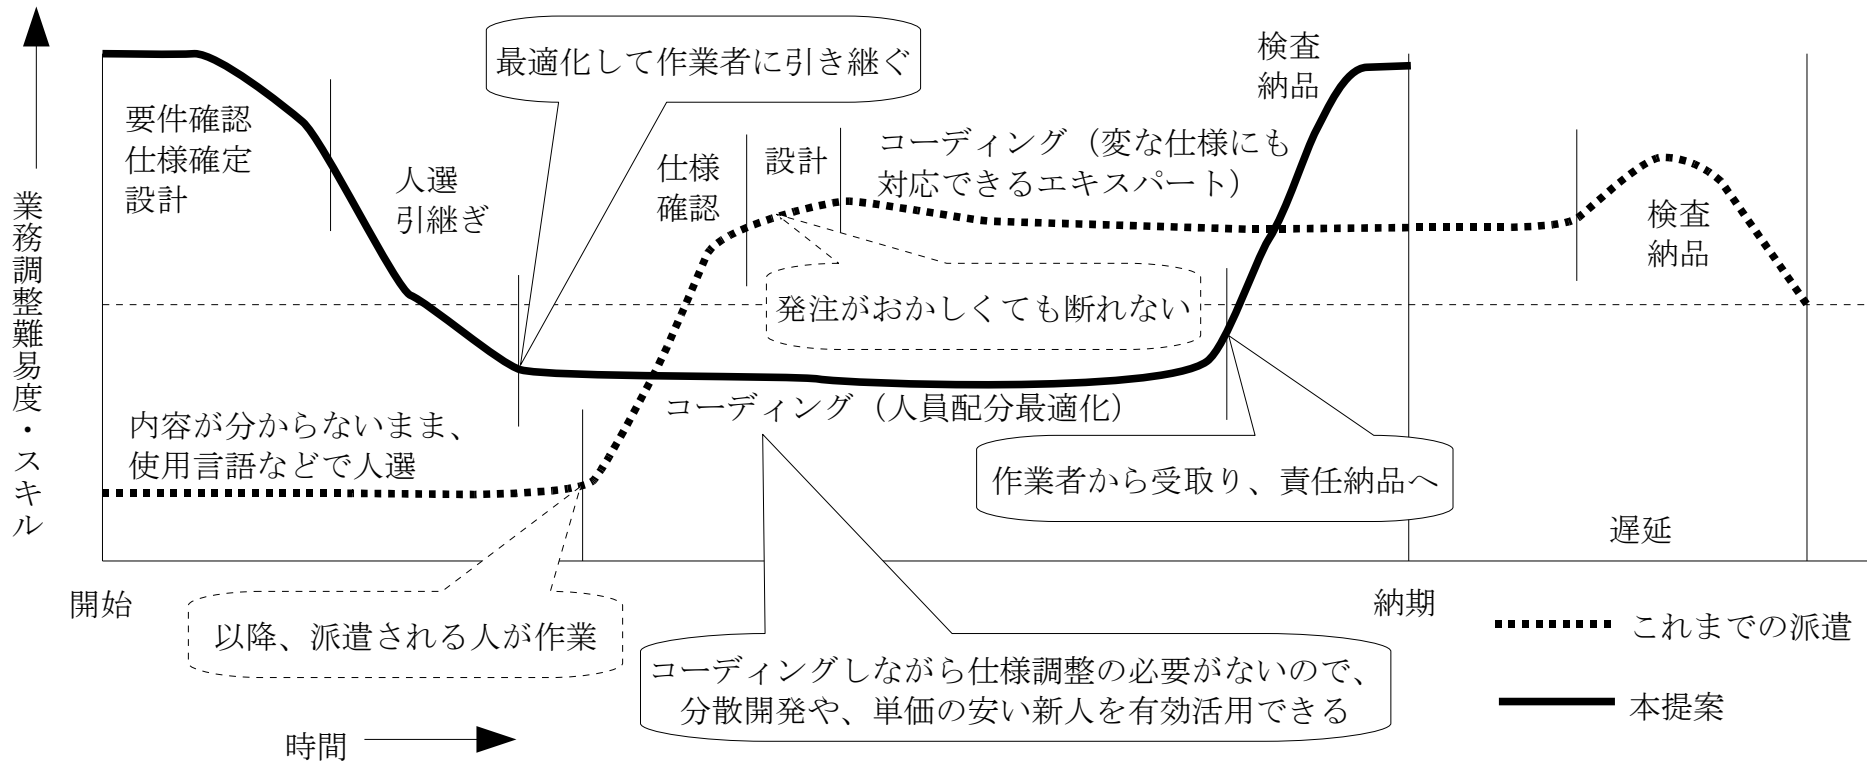 業務調整難易度・スキル
要件確認
仕様確定
設計
人選
引継ぎ
最適化して作業者に引き継ぐ
仕様
確認
設計
コーディング（変な仕様にも
対応できるエキスパート）
検査
納品
検査
納品
発注がおかしくても断れない
コーディング（人員配分最適化）
内容が分からないまま、
使用言語などで人選
作業者から受取り、責任納品へ
遅延
開始
納期
以降、派遣される人が作業
コーディングしながら仕様調整の必要がないので、
分散開発や、単価の安い新人を有効活用できる
これまでの派遣
本提案
時間